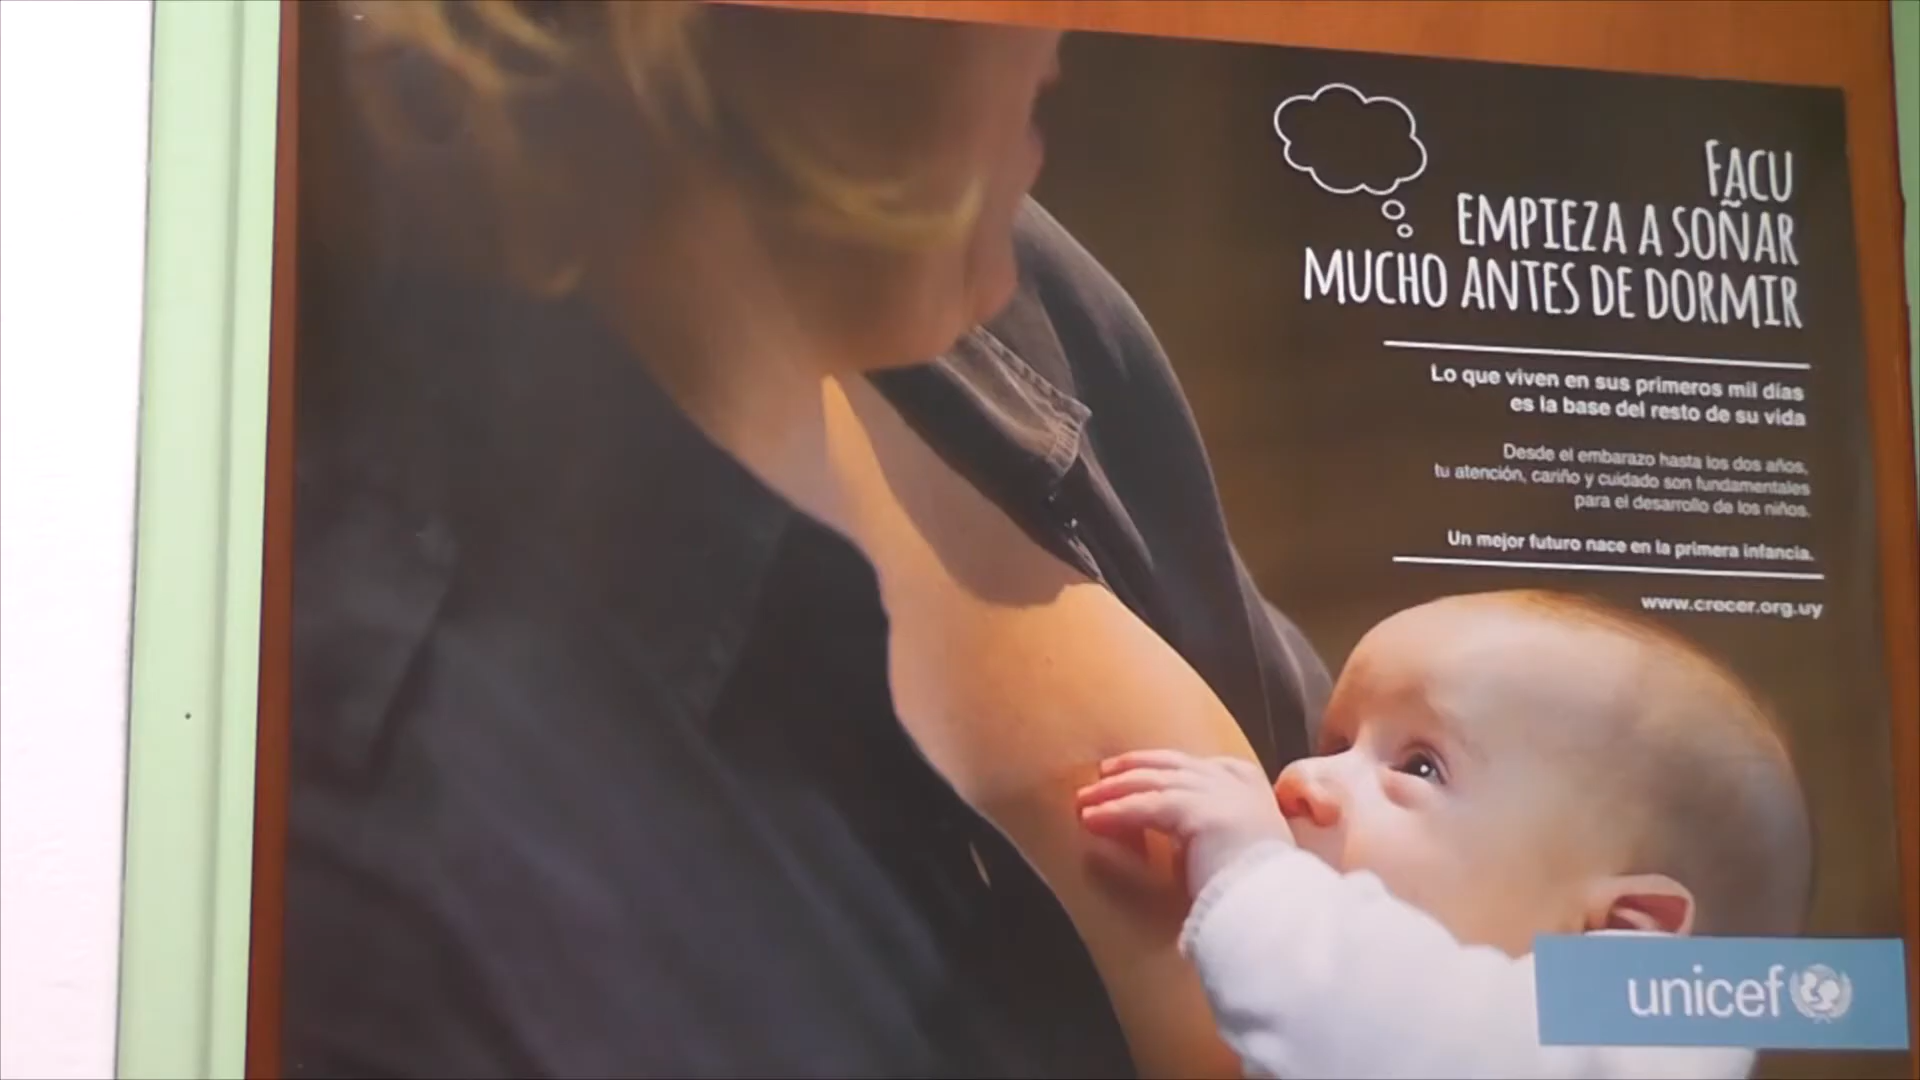 FACU
EMPIEZA A SOÑAR
MUCHO ANTES DE DORMIR
Lo que viven en sus primeros mil días
es la base del resto de su vida
Desde el embarazo hasta los dos años,
tu atención, cariño y cuidado son fundamentales
para el desarrollo de los niños.
Un mejor futuro nace en la primera infancia.
www.crecer.org.uy
unicef